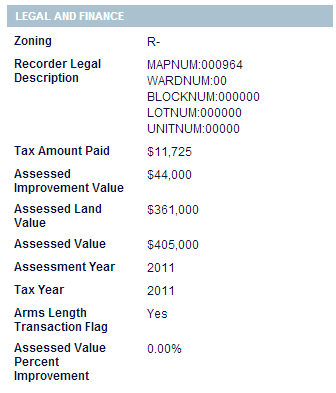 LEGAL AND FINANCE
Zoning R-
Recorder Legal MAPNUM:000964
Description WARDNUM:00
BLOCKNUM:000000
LOTNUM:000000
UNITNUM:00000
Tax Amount Paid $11,725
Assessed $44,000
Improvement Value
Assessed Land $361,000
Value
Assessed Value $405,000
Assessment Year 2011
Tax Year 2011
Arms Length Yes
Transaction Flag
Assessed Value 0.00%
Percent
Improvement